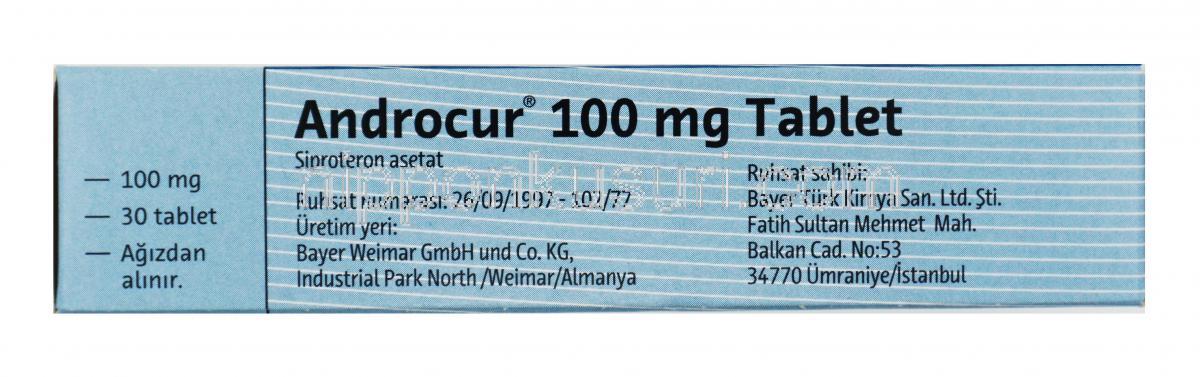 Androcur® 100 mg Tablet
Siproteron asetat
Ruhsat numarası: 26/09/1997 - 102/77
Üretim yeri:
Bayer Weimar GmbH und Co. KG,
Industrial Park North /Weimar/Almanya
Ruhsat sahibi:
Bayer Türk Kimya San. Ltd. Şti.
Fatih Sultan Mehmet Mah.
Balkan Cad. No:53
34770 Ümraniye/İstanbul
— 100 mg
— 30 tablet
— Ağızdan
alınır.